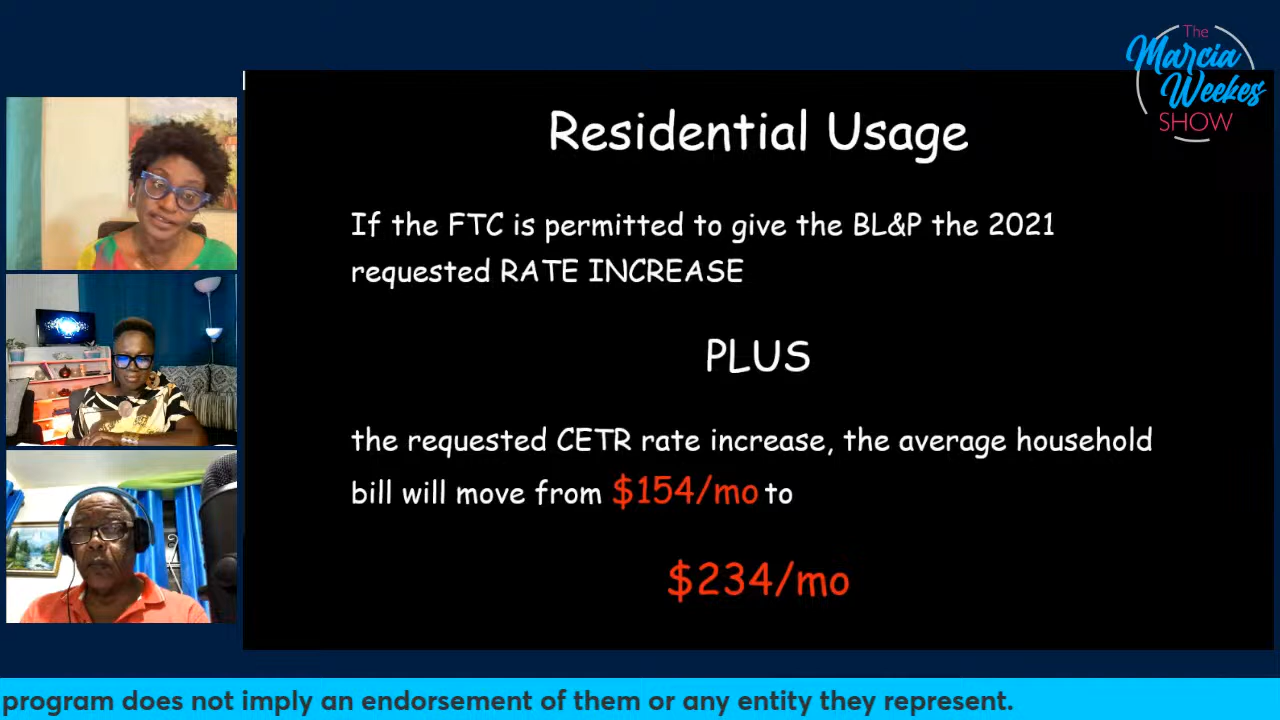 The
Marcia
Weekes
SHOW
Residential Usage
If the FTC is permitted to give the BL&P the 2021
requested RATE INCREASE
PLUS
the requested CETR rate increase, the average household
bill will move from $154/mo to
$234/mo
program does not imply an endorsement of them or any entity they represent.